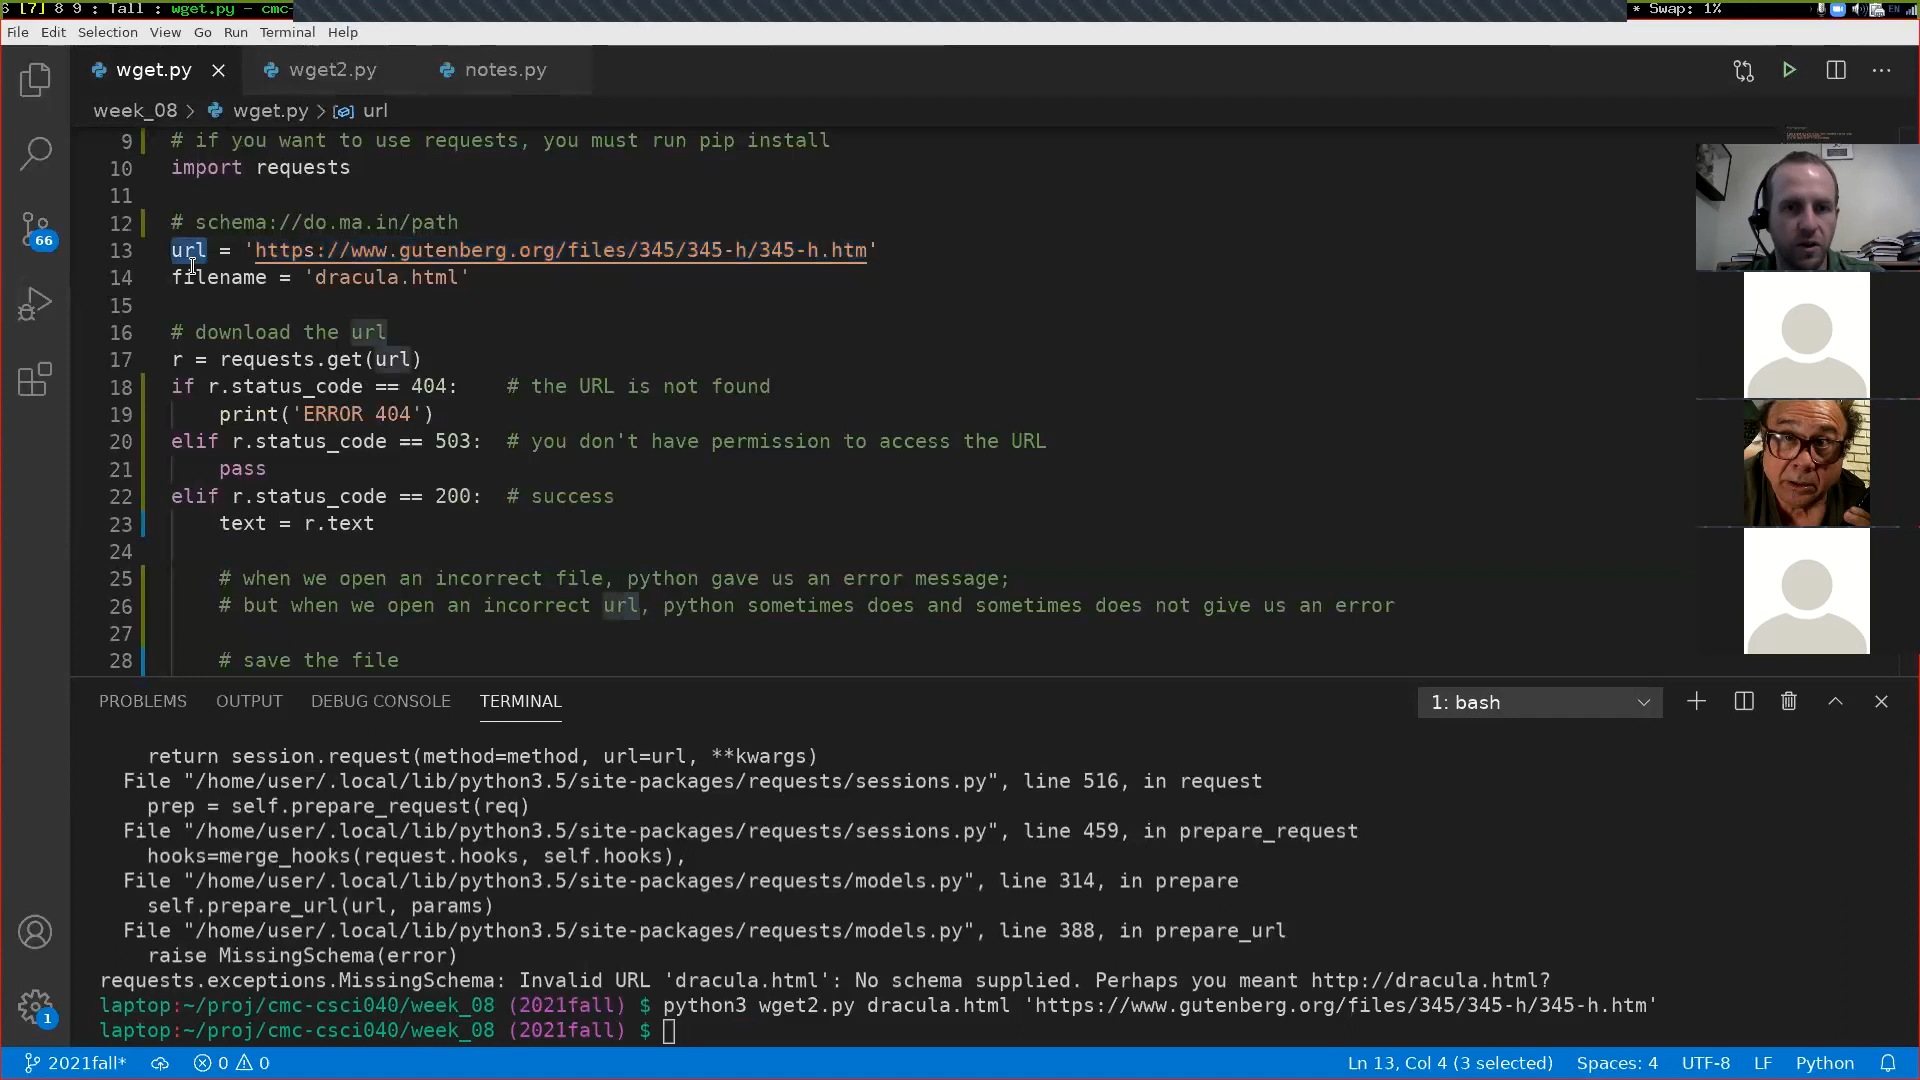 6 [7] 8 9 : Tall : wget.py - cmc-
* Swap: 1%
EN
File Edit Selection View Go Run Terminal Help
wget.py
wget2.py
notes.py
week_08 > wget.py > url
9 # if you want to use requests, you must run pip install
10 import requests
11
12 # schema://do.ma.in/path
13 url = 'https://www.gutenberg.org/files/345/345-h/345-h.htm'
14 filename = 'dracula.html'
15
16 # download the url
17 r = requests.get(url)
18 if r.status_code == 404: # the URL is not found
19 print('ERROR 404')
20 elif r.status_code == 503: # you don't have permission to access the URL
21 pass
22 elif r.status_code == 200: # success
23 text = r.text
24
25 # when we open an incorrect file, python gave us an error message;
26 # but when we open an incorrect url, python sometimes does and sometimes does not give us an error
27
28 # save the file
66
PROBLEMS OUTPUT DEBUG CONSOLE TERMINAL
1: bash
return session.request(method=method, url=url, **kwargs)
File "/home/user/.local/lib/python3.5/site-packages/requests/sessions.py", line 516, in request
prep = self.prepare_request(req)
File "/home/user/.local/lib/python3.5/site-packages/requests/sessions.py", line 459, in prepare_request
hooks=merge_hooks(request.hooks, self.hooks),
File "/home/user/.local/lib/python3.5/site-packages/requests/models.py", line 314, in prepare
self.prepare_url(url, params)
File "/home/user/.local/lib/python3.5/site-packages/requests/models.py", line 388, in prepare_url
raise MissingSchema(error)
requests.exceptions.MissingSchema: Invalid URL 'dracula.html': No schema supplied. Perhaps you meant http://dracula.html?
laptop:~/proj/cmc-csci040/week_08 (2021fall) $ python3 wget2.py dracula.html 'https://www.gutenberg.org/files/345/345-h/345-h.htm'
laptop:~/proj/cmc-csci040/week_08 (2021fall) $
1
2021fall* 0 0
Ln 13, Col 4 (3 selected) Spaces: 4 UTF-8 LF Python